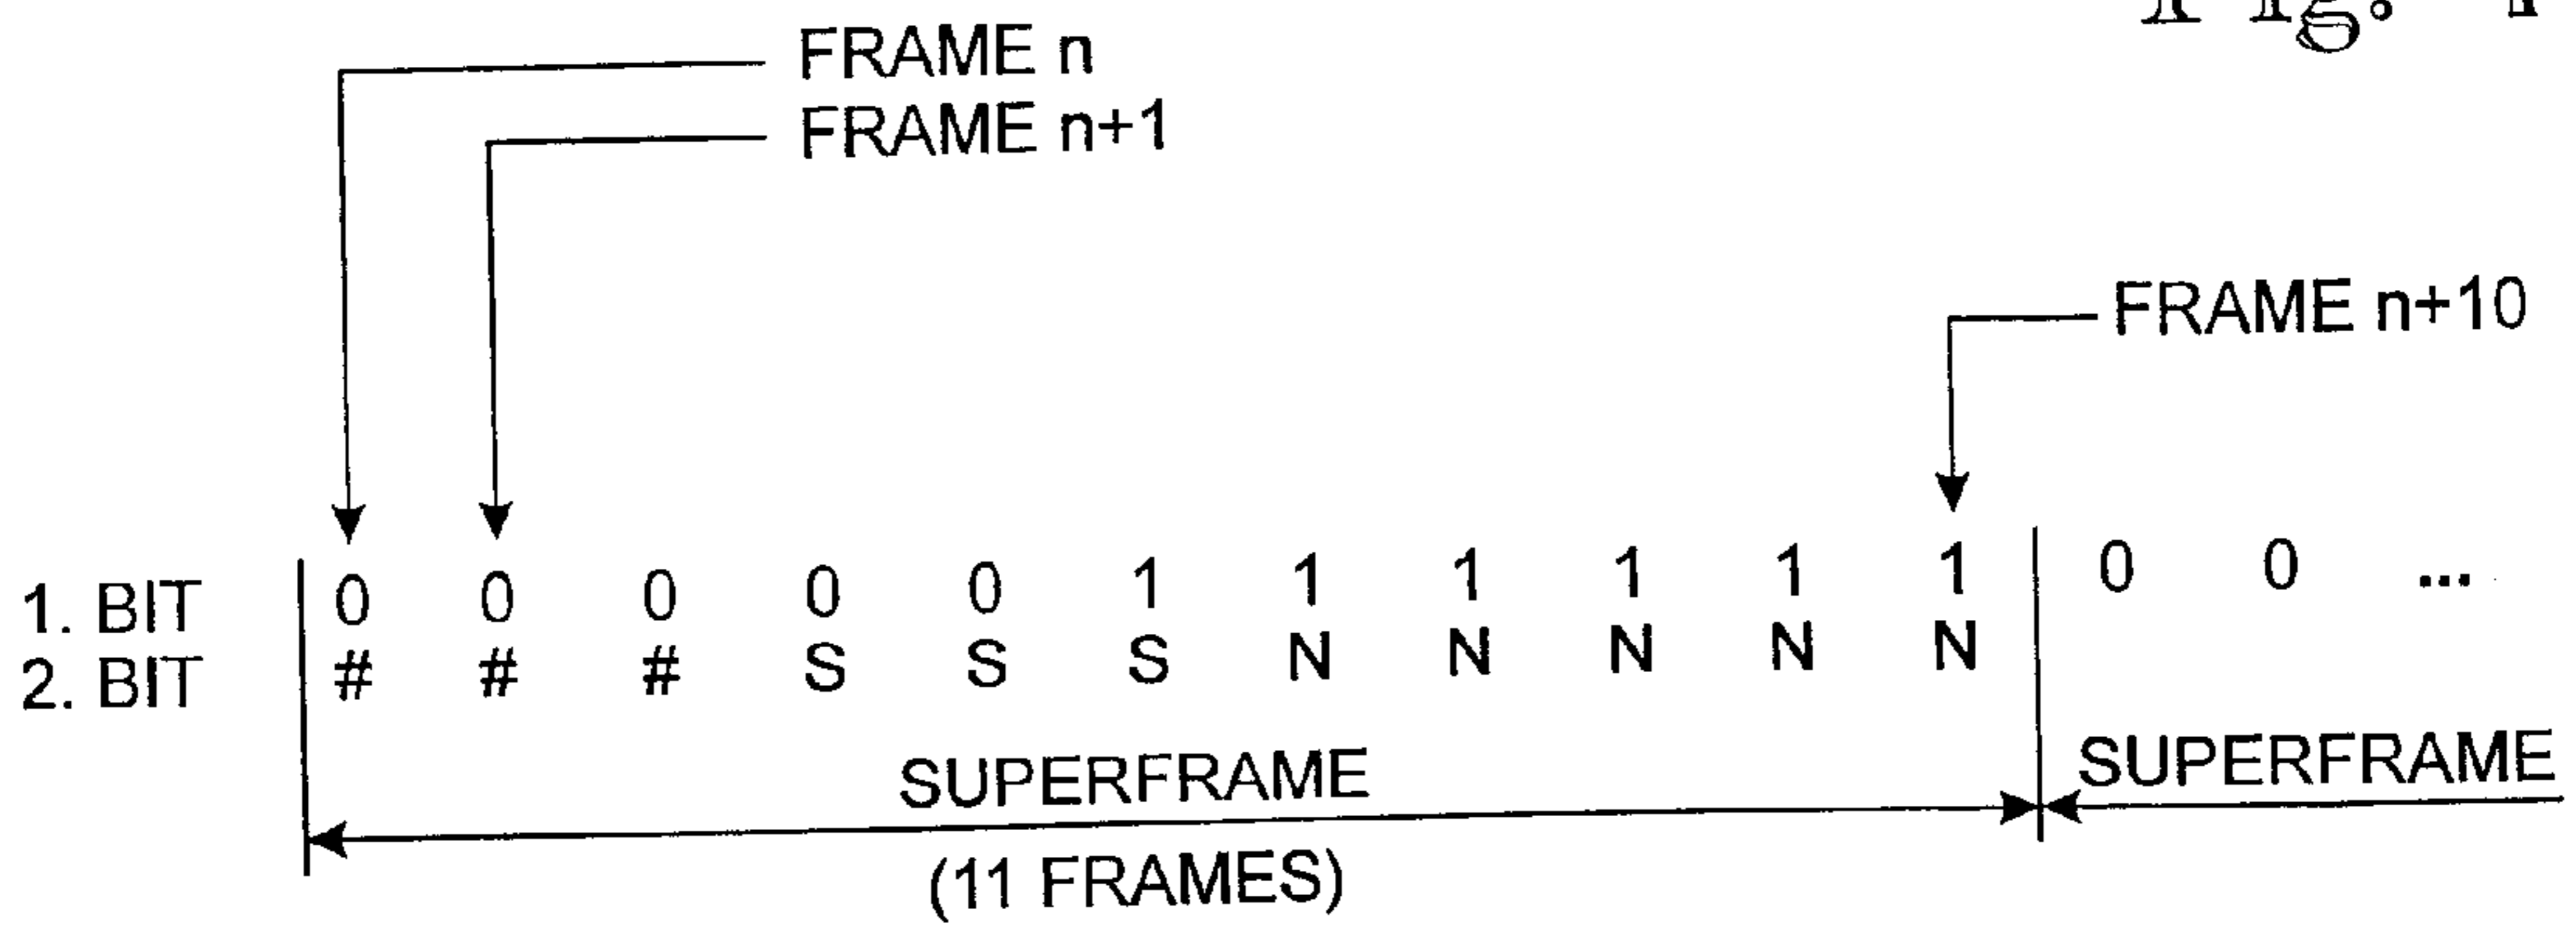 Fig.
FRAME n
FRAME n+1
FRAME n+10
1. BIT 0 0 0 0 0 1 1 1 1 1 1 0 0 ...
2. BIT # # # S S S N N N N N
SUPERFRAME SUPERFRAME
(11 FRAMES)